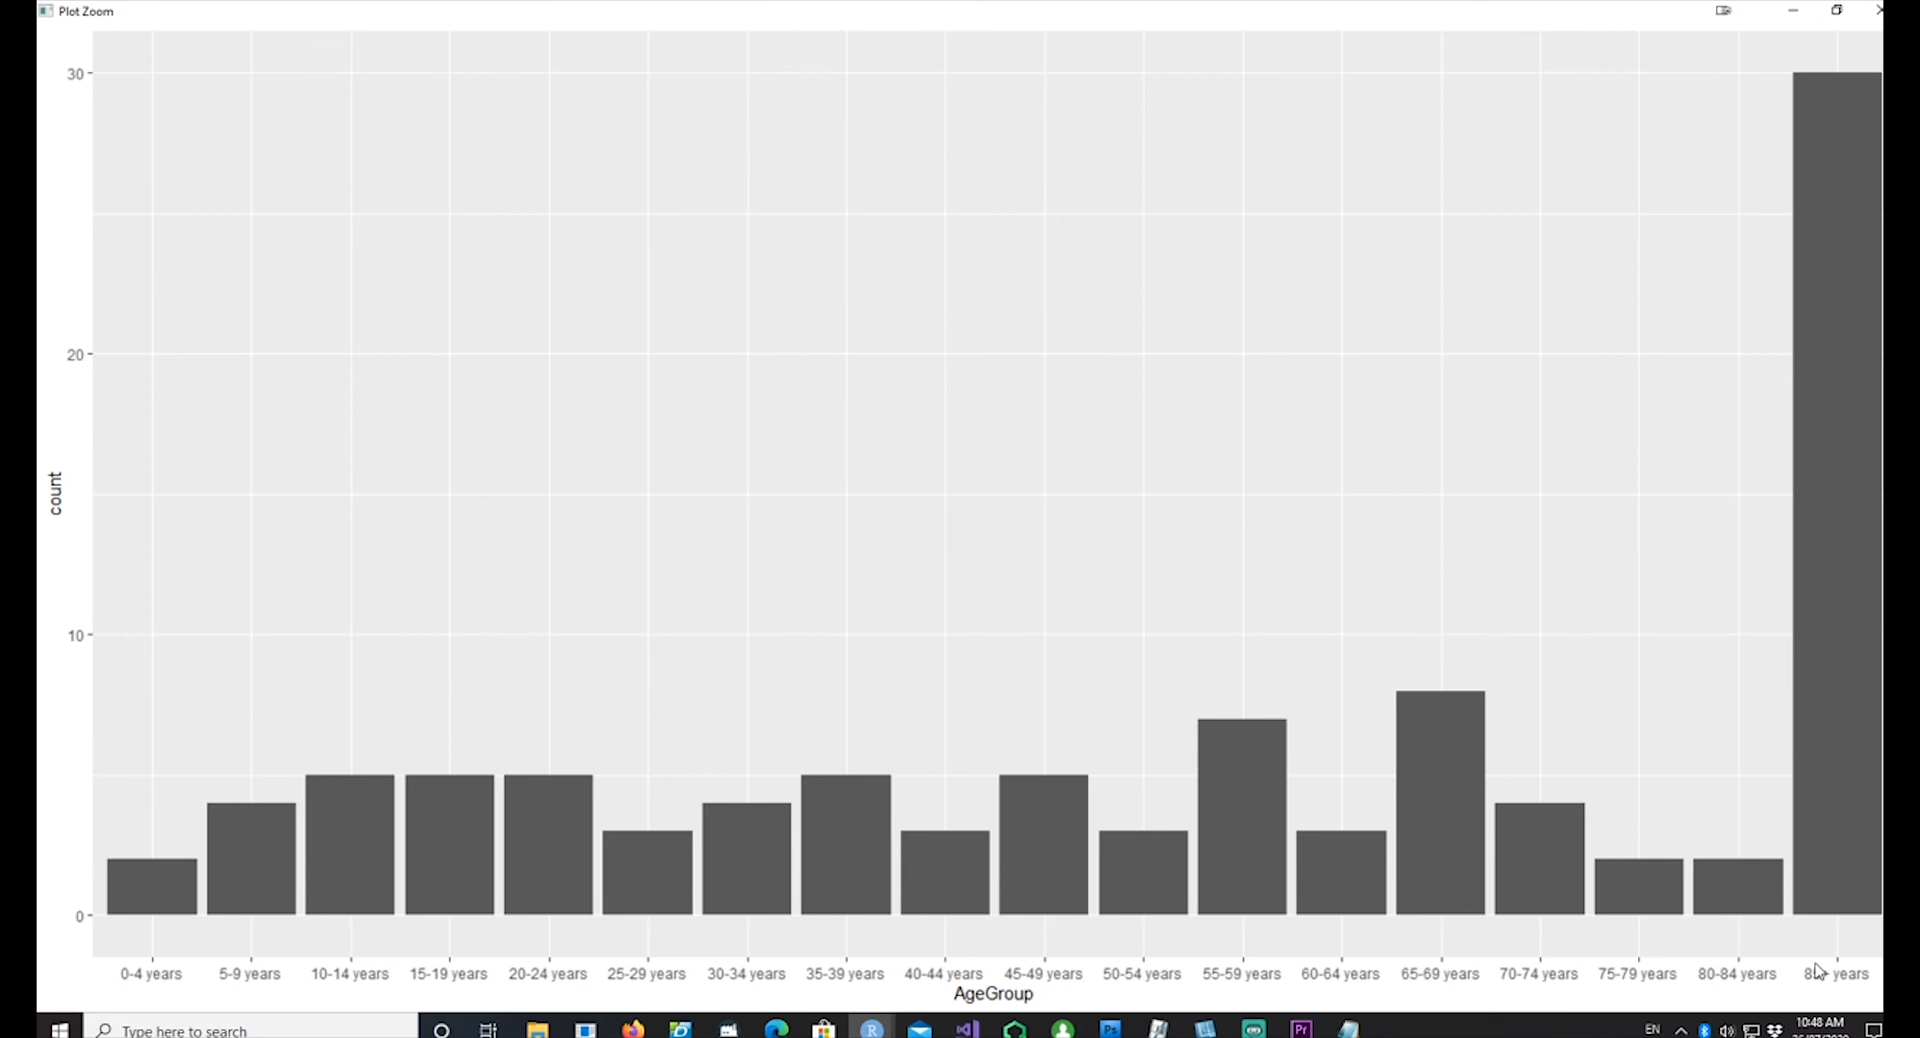 Plot Zoom
30
20
10
0
count
0-4 years 5-9 years 10-14 years 15-19 years 20-24 years 25-29 years 30-34 years 35-39 years 40-44 years 45-49 years 50-54 years 55-59 years 60-64 years 65-69 years 70-74 years 75-79 years 80-84 years years
AgeGroup
Type here to search
R
Ps
Pr
EN
10:48 AM